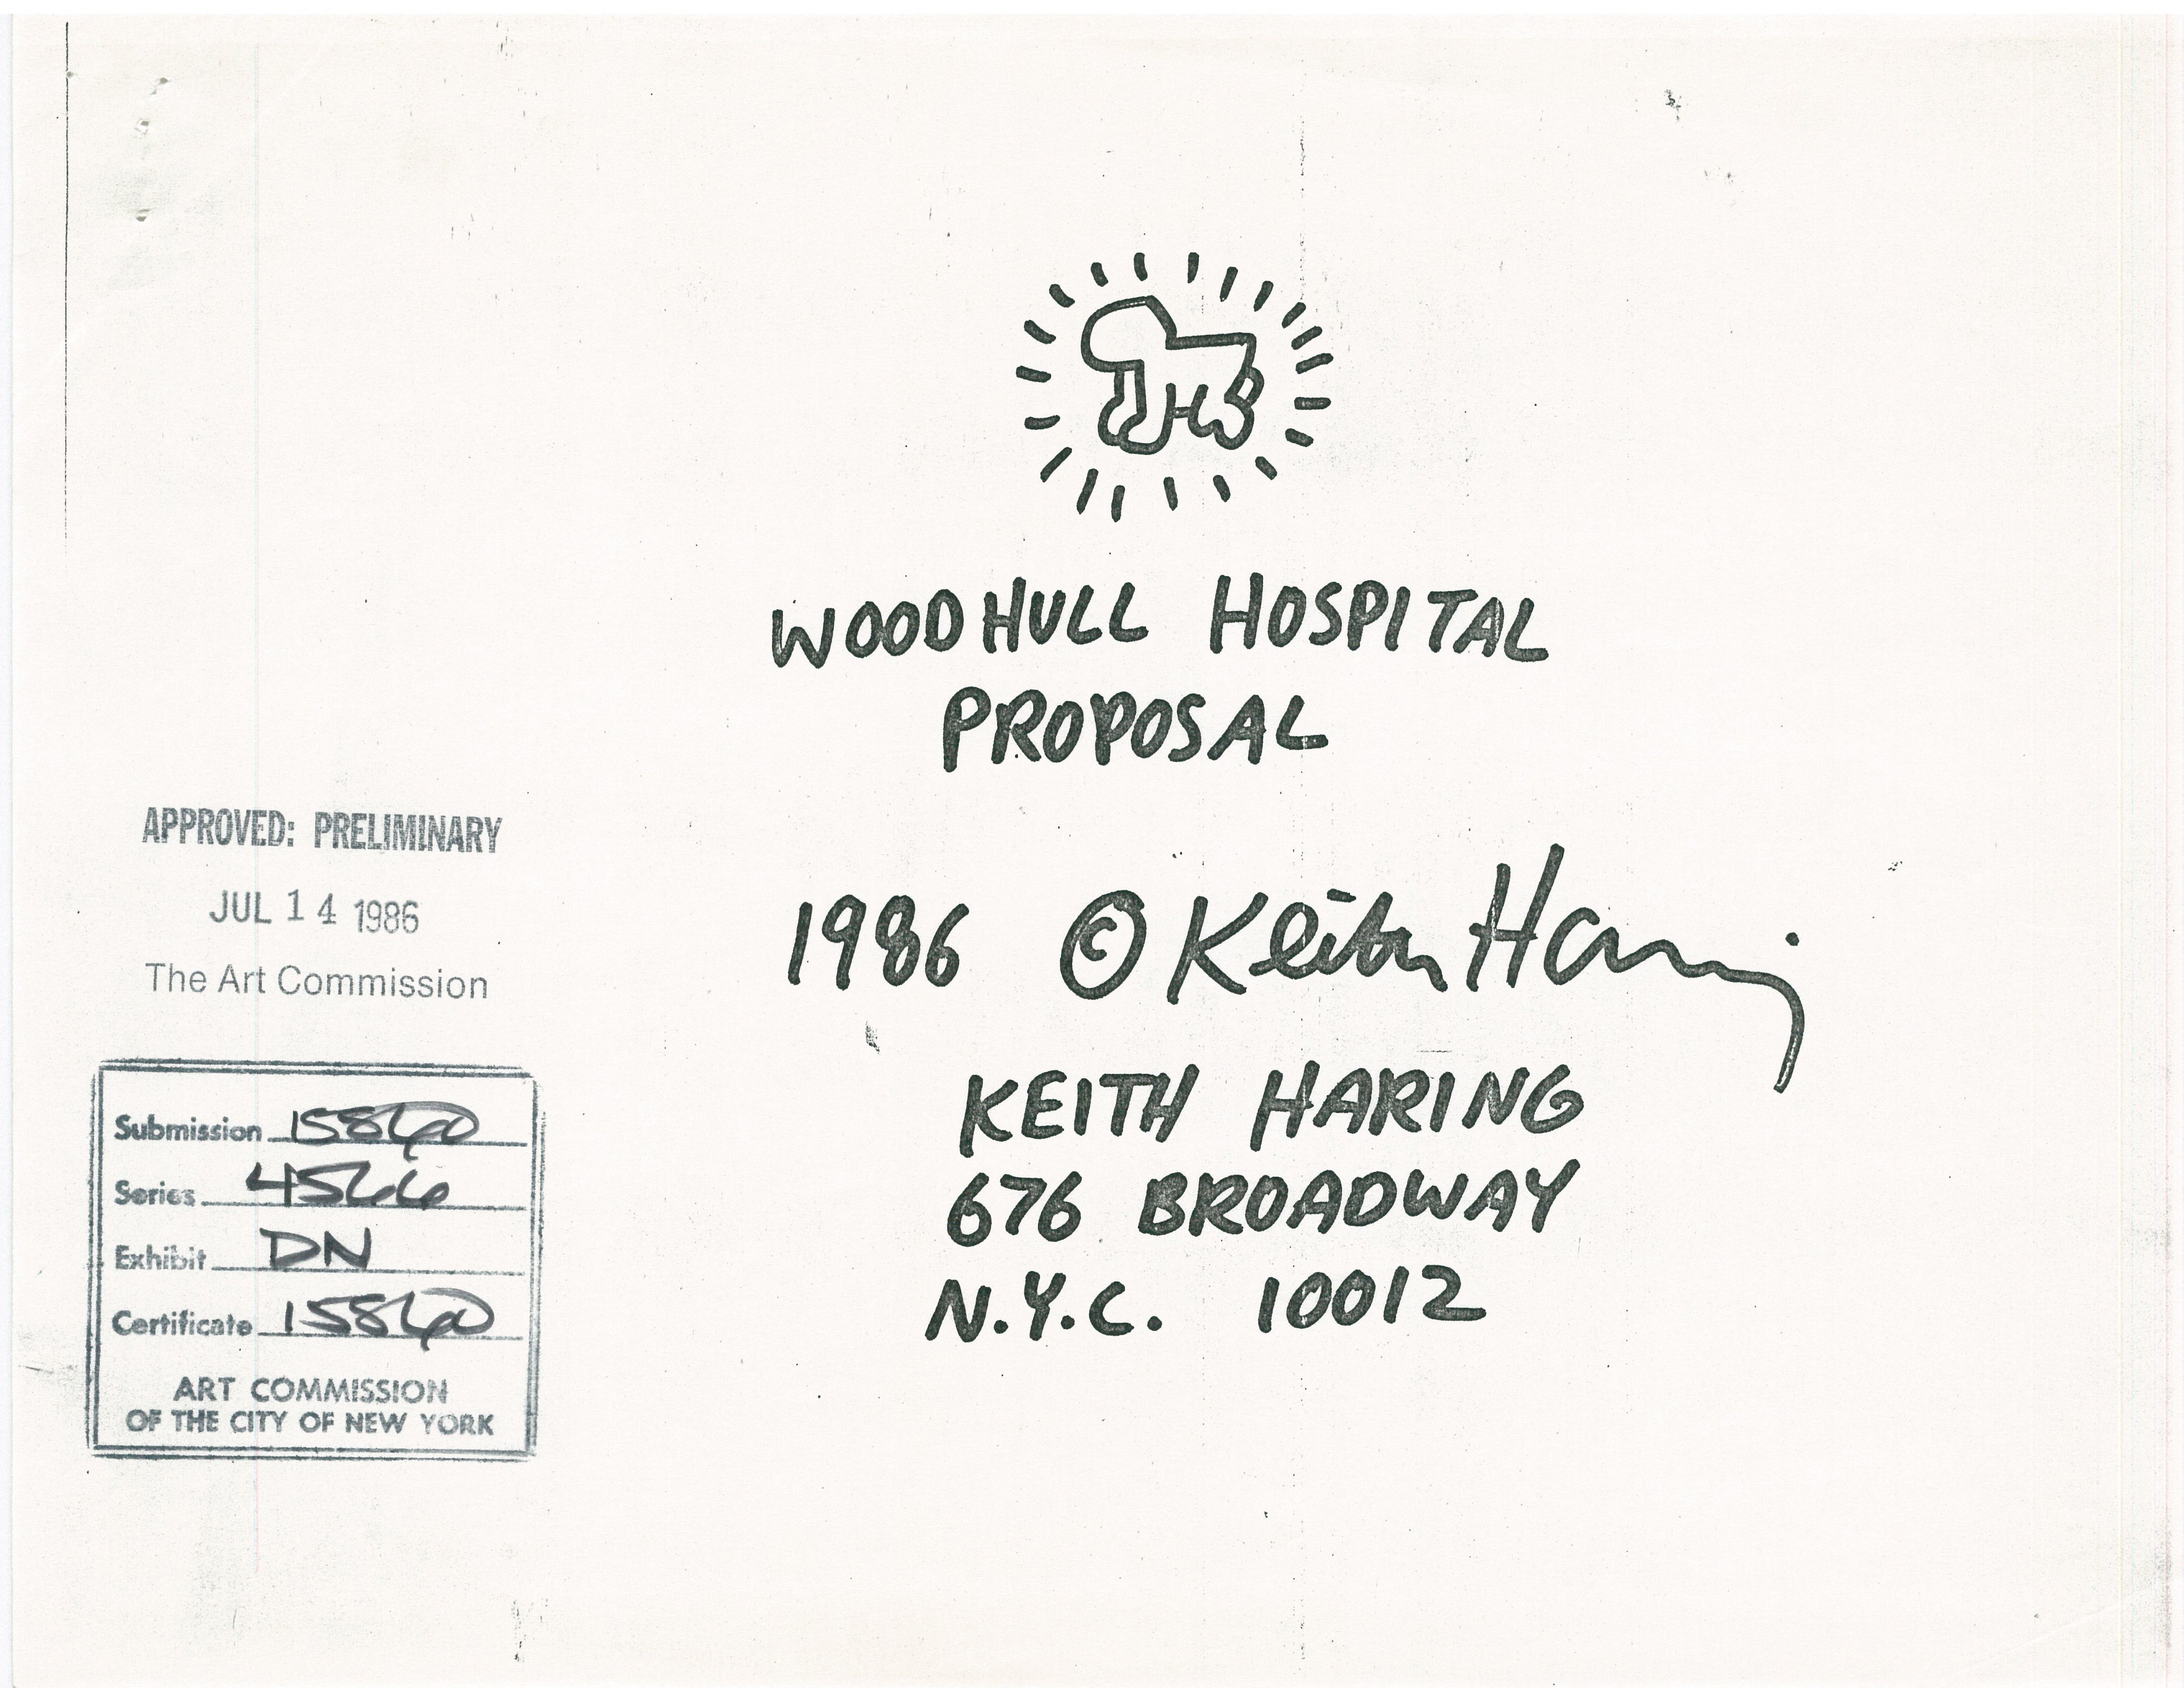 WOODHULL HOSPITAL
PROPOSAL
1986 © Keith Haring
KEITH HARING
676 BROADWAY
N.Y.C. 10012
APPROVED: PRELIMINARY
JUL 14 1986
The Art Commission
Submission 15860
Series 4566
Exhibit DN
Certificate 15860
ART COMMISSION
OF THE CITY OF NEW YORK